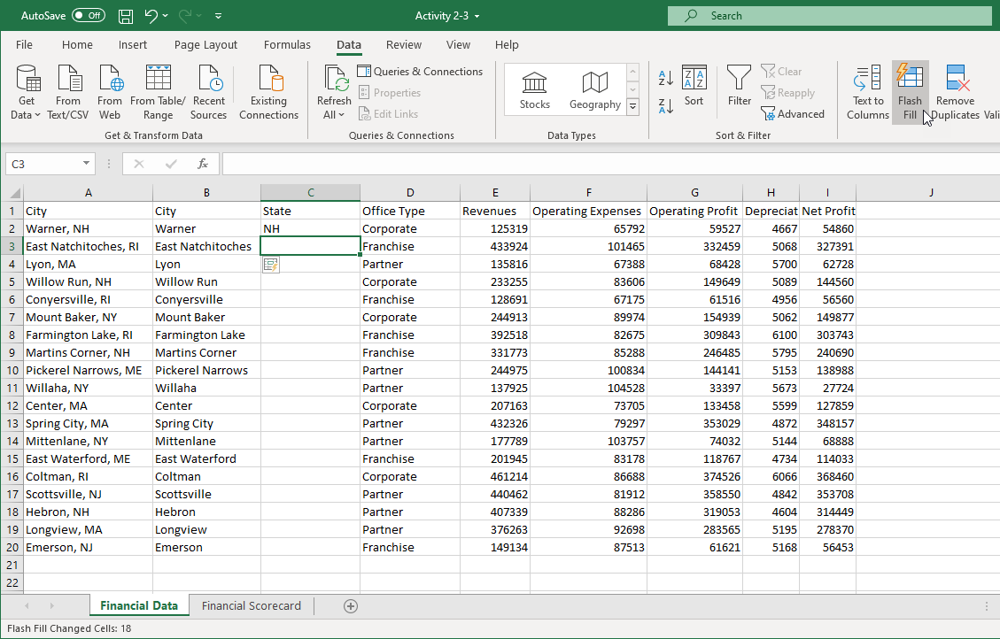 AutoSave Off Activity 2-3 Search
File Home Insert Page Layout Formulas Data Review View Help
Get Data From Text/CSV From Web From Table/ Range Recent Sources Existing Connections
Get & Transform Data
Refresh All Queries & Connections
Properties
Edit Links
Queries & Connections
Stocks Geography
Data Types
A Z Z A Sort Filter Clear
Reapply
Advanced
Sort & Filter
Text to Columns Flash Fill Remove Duplicates Vali
C3 fx
A B C D E F G H I J
1 City City State Office Type Revenues Operating Expenses Operating Profit Depreciat Net Profit
2 Warner, NH Warner NH Corporate 125319 65792 59527 4667 54860
3 East Natchitoches, RI East Natchitoches Franchise 433924 101465 332459 5068 327391
4 Lyon, MA Lyon Partner 135816 67388 68428 5700 62728
5 Willow Run, NH Willow Run Corporate 233255 83606 149649 5089 144560
6 Conyersville, RI Conyersville Franchise 128691 67175 61516 4956 56560
7 Mount Baker, NY Mount Baker Corporate 244913 89974 154939 5062 149877
8 Farmington Lake, RI Farmington Lake Franchise 392518 82675 309843 6100 303743
9 Martins Corner, NH Martins Corner Franchise 331773 85288 246485 5795 240690
10 Pickerel Narrows, ME Pickerel Narrows Partner 244975 100834 144141 5153 138988
11 Willaha, NY Willaha Partner 137925 104528 33397 5673 27724
12 Center, MA Center Corporate 207163 73705 133458 5599 127859
13 Spring City, MA Spring City Partner 432326 79297 353029 4872 348157
14 Mittenlane, NY Mittenlane Partner 177789 103757 74032 5144 68888
15 East Waterford, ME East Waterford Franchise 201945 83178 118767 4734 114033
16 Coltman, RI Coltman Corporate 461214 86688 374526 6066 368460
17 Scottsville, NJ Scottsville Partner 440462 81912 358550 4842 353708
18 Hebron, NH Hebron Partner 407339 88286 319053 4604 314449
19 Longview, MA Longview Partner 376263 92698 283565 5195 278370
20 Emerson, NJ Emerson Franchise 149134 87513 61621 5168 56453
21
22
Financial Data Financial Scorecard
Flash Fill Changed Cells: 18